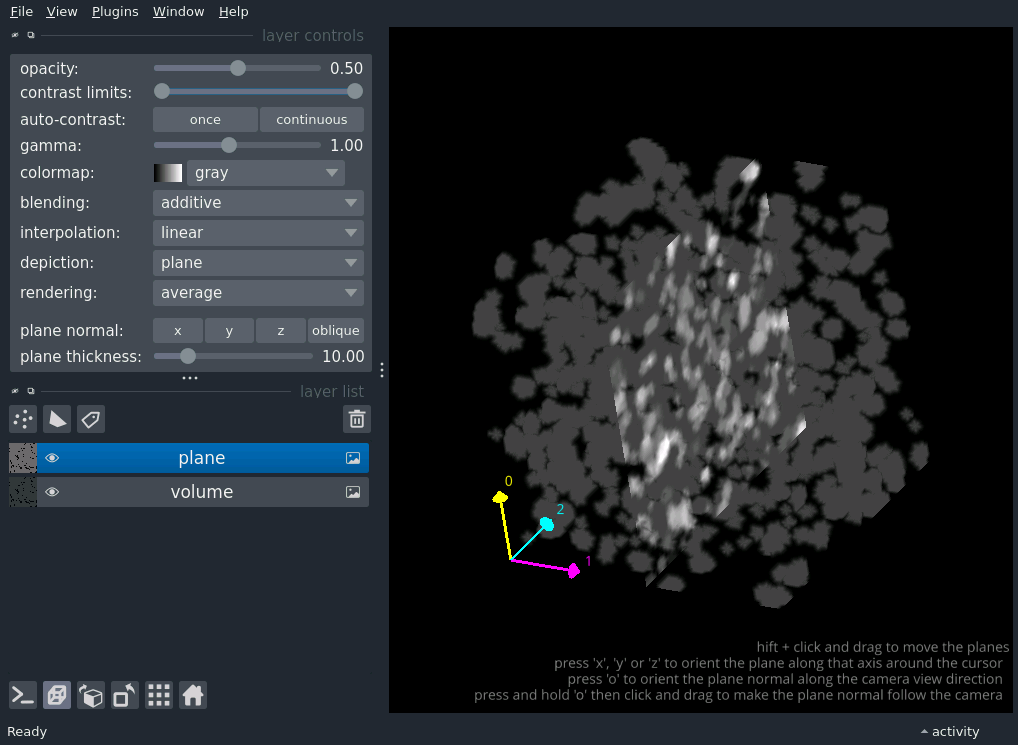 File View Plugins Window Help
layer controls
opacity: 0.50
contrast limits:
auto-contrast: once continuous
gamma: 1.00
colormap: gray
blending: additive
interpolation: linear
depiction: plane
rendering: average
plane normal: x y z oblique
plane thickness: 10.00
layer list
plane
volume
0
2
1
hift + click and drag to move the planes
press 'x', 'y' or 'z' to orient the plane along that axis around the cursor
press 'o' to orient the plane normal along the camera view direction
press and hold 'o' then click and drag to make the plane normal follow the camera
Ready activity